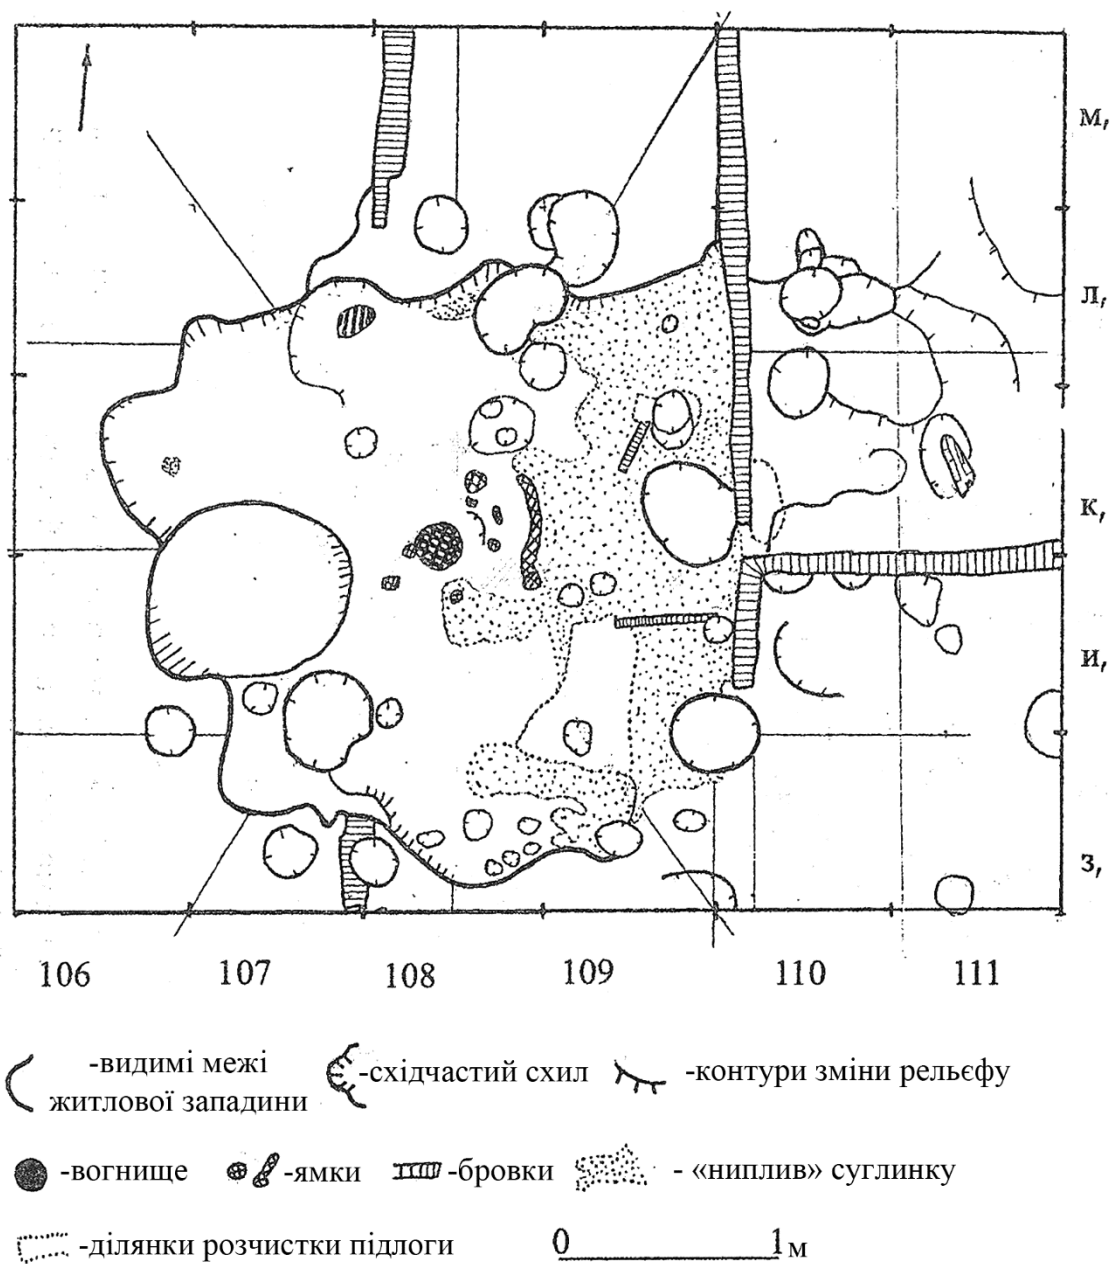 М,
Л,
К,
И,
З,
106 107 108 109 110 111
-видимі межі
житлової западини
-східчастий схил
-контури зміни рельєфу
-вогнище
-ямки
-бровки
- «ниплив» суглинку
-ділянки розчистки підлоги
0 1 м